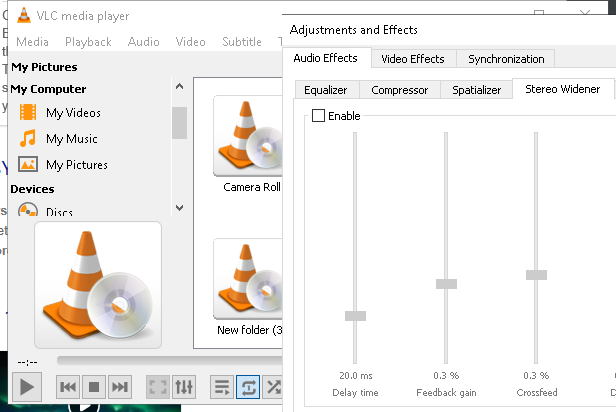 VLC media player
Media Playback Audio Video Subtitle T
My Pictures
My Computer
My Videos
My Music
My Pictures
Devices
Discs
Camera Roll
New folder (3
--:--
Adjustments and Effects
Audio Effects Video Effects Synchronization
Equalizer Compressor Spatializer Stereo Widener
Enable
20.0 ms 0.3 % 0.3 %
Delay time Feedback gain Crossfeed D